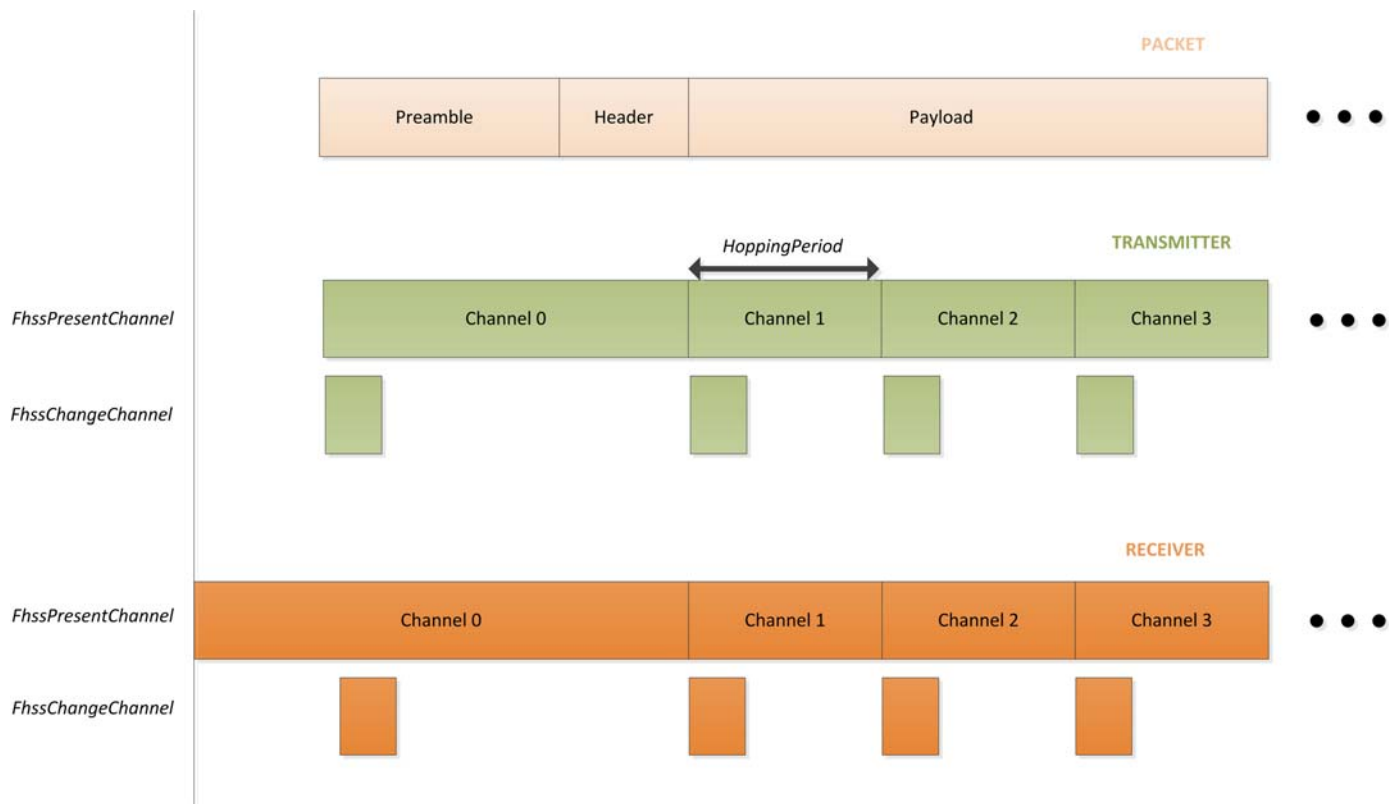 PACKET
Preamble Header Payload
HoppingPeriod
TRANSMITTER
FhssPresentChannel Channel 0 Channel 1 Channel 2 Channel 3
FhssChangeChannel
RECEIVER
FhssPresentChannel Channel 0 Channel 1 Channel 2 Channel 3
FhssChangeChannel